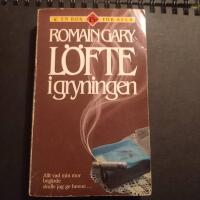 EN BOK FÖR ALLA
ROMAIN GARY
LÖFTE
i gryningen
Allt vad min mor
begärde
skulle jag ge henne...